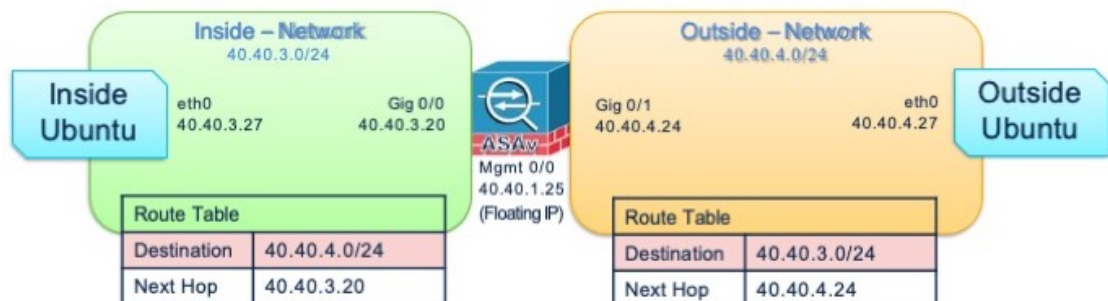 Inside – Network
40.40.3.0/24
Inside
Ubuntu
eth0
40.40.3.27
Gig 0/0
40.40.3.20
Route Table
Destination 40.40.4.0/24
Next Hop 40.40.3.20
ASAv
Mgmt 0/0
40.40.1.25
(Floating IP)
Outside – Network
40.40.4.0/24
Gig 0/1
40.40.4.24
eth0
40.40.4.27
Outside
Ubuntu
Route Table
Destination 40.40.3.0/24
Next Hop 40.40.4.24